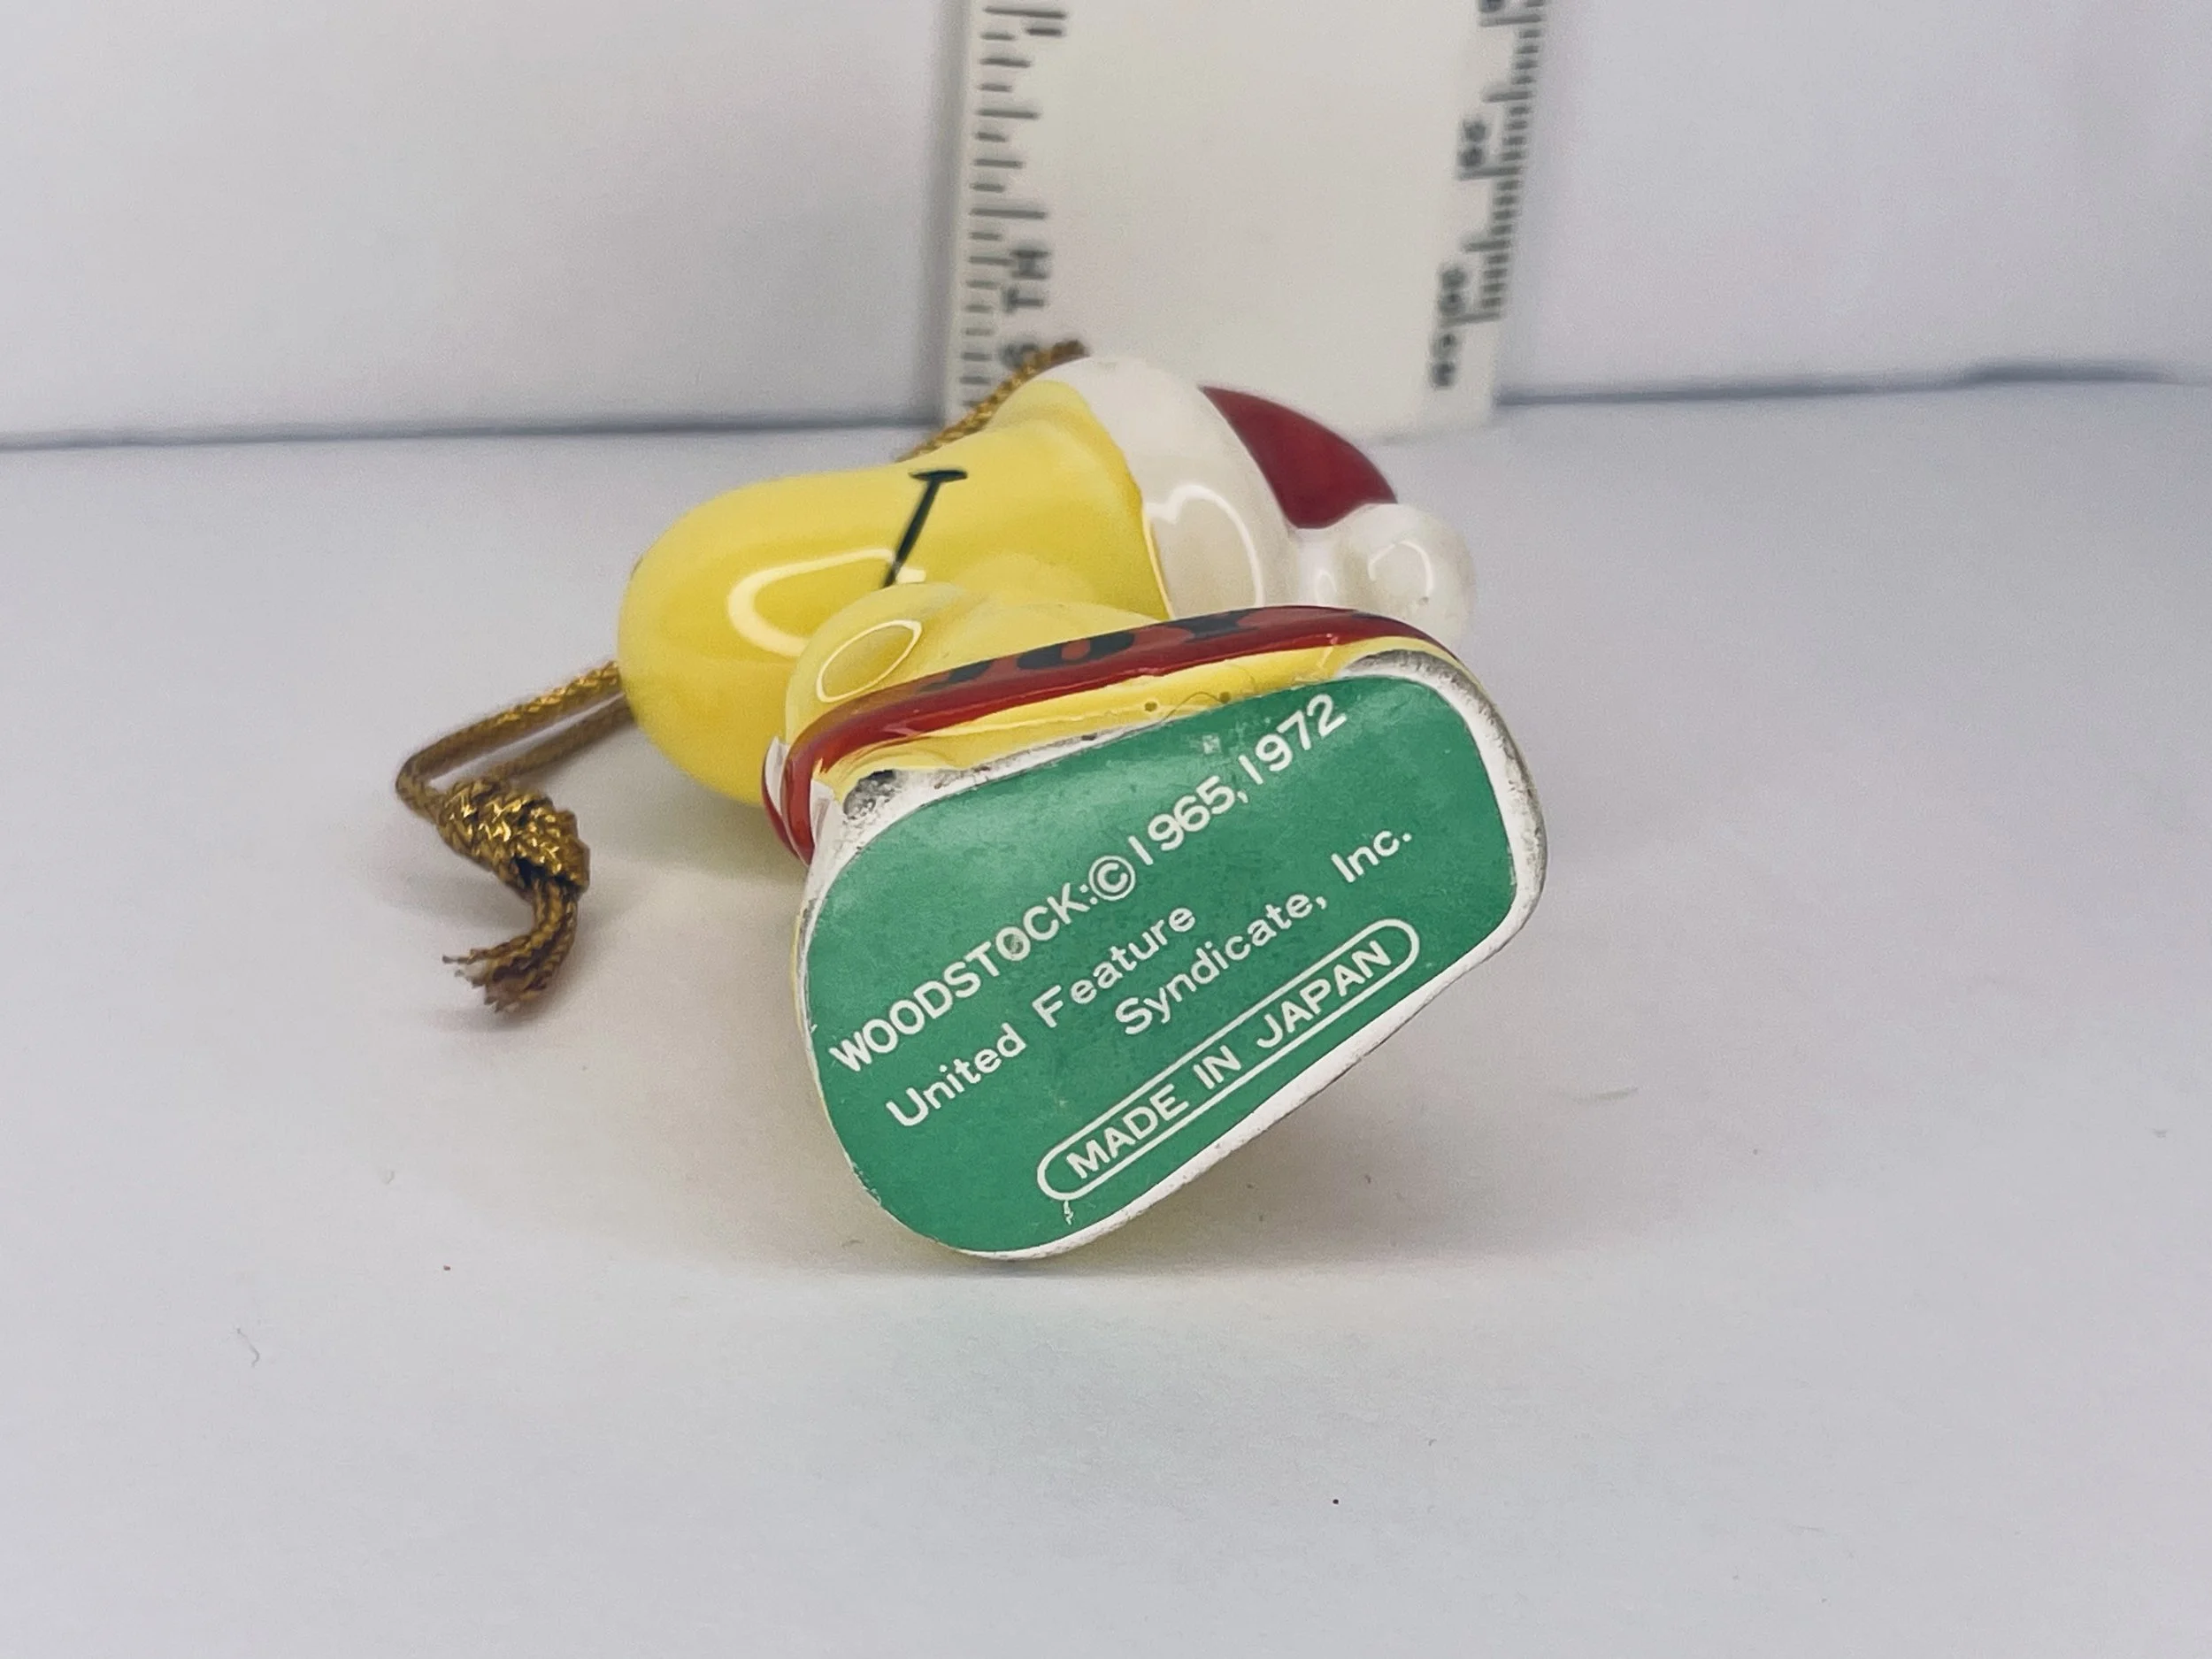 WOODSTOCK:©1965,1972
United Feature
Syndicate, Inc.
MADE IN JAPAN